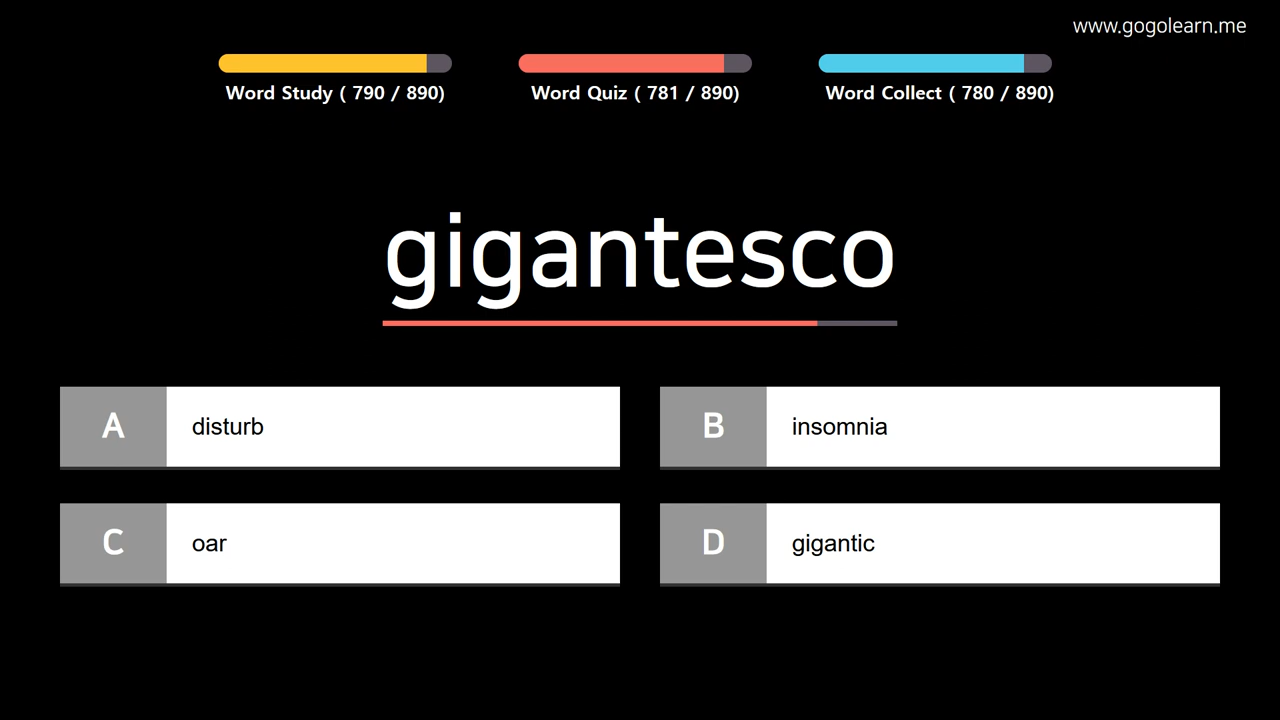 www.gogolearn.me
Word Study ( 790 / 890)
Word Quiz ( 781 / 890)
Word Collect ( 780 / 890)
gigantesco
A disturb
B insomnia
C oar
D gigantic